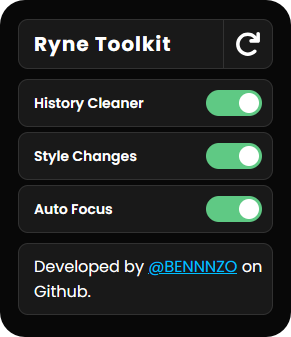 Ryne Toolkit
History Cleaner
Style Changes
Auto Focus
Developed by @BENNNZO on
Github.